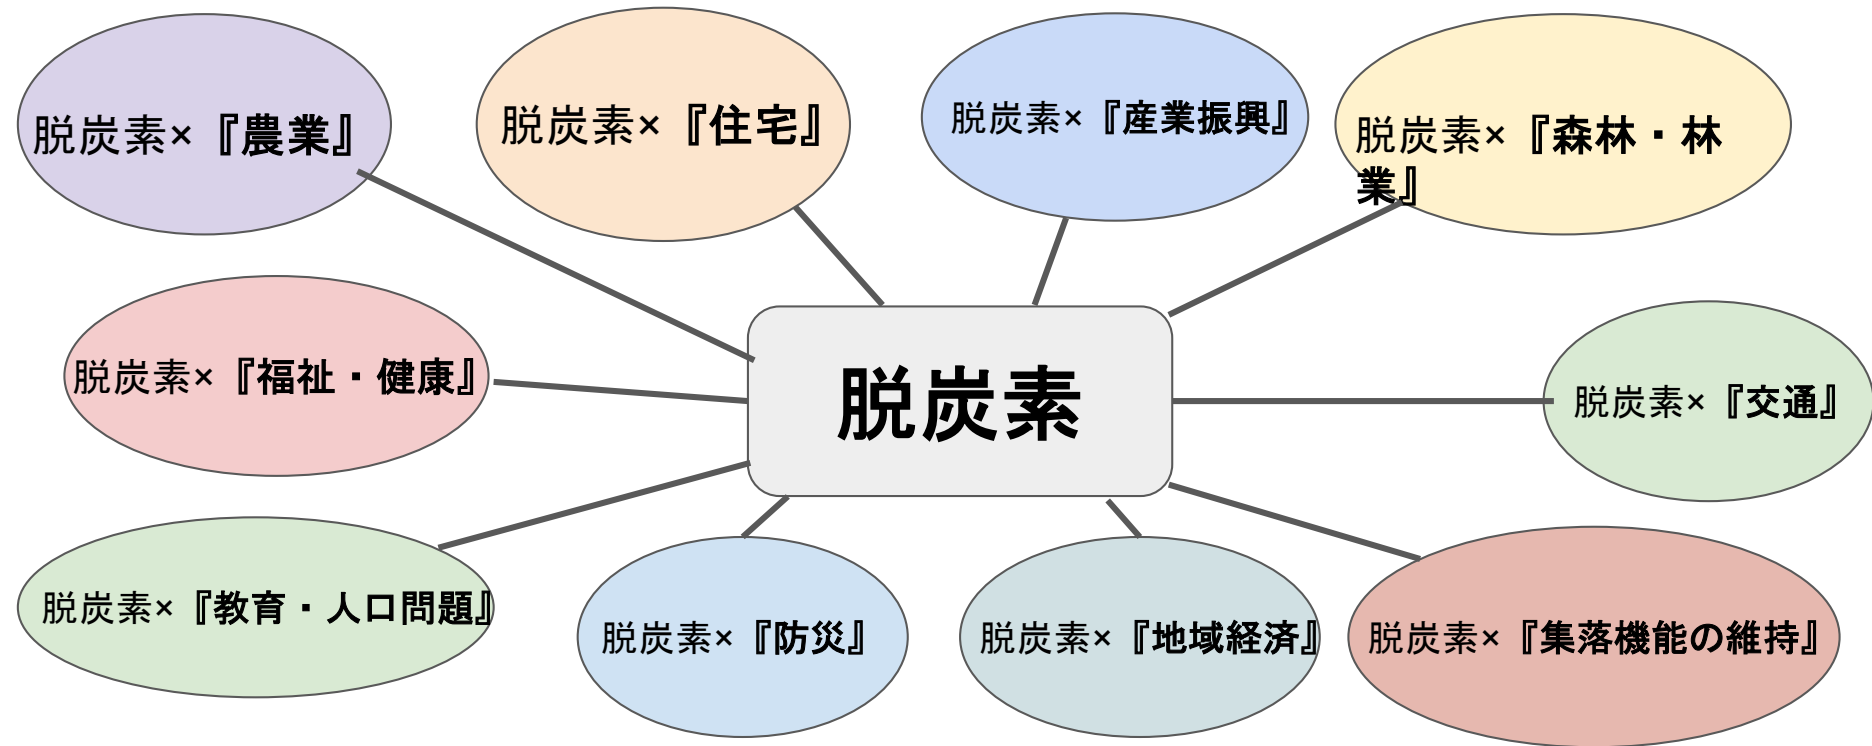 脱炭素×『農業』
脱炭素×『住宅』
脱炭素×『産業振興』
脱炭素×『森林・林
業』
脱炭素×『福祉・健康』
脱炭素
脱炭素×『交通』
脱炭素×『教育・人口問題』
脱炭素×『防災』
脱炭素×『地域経済』
脱炭素×『集落機能の維持』